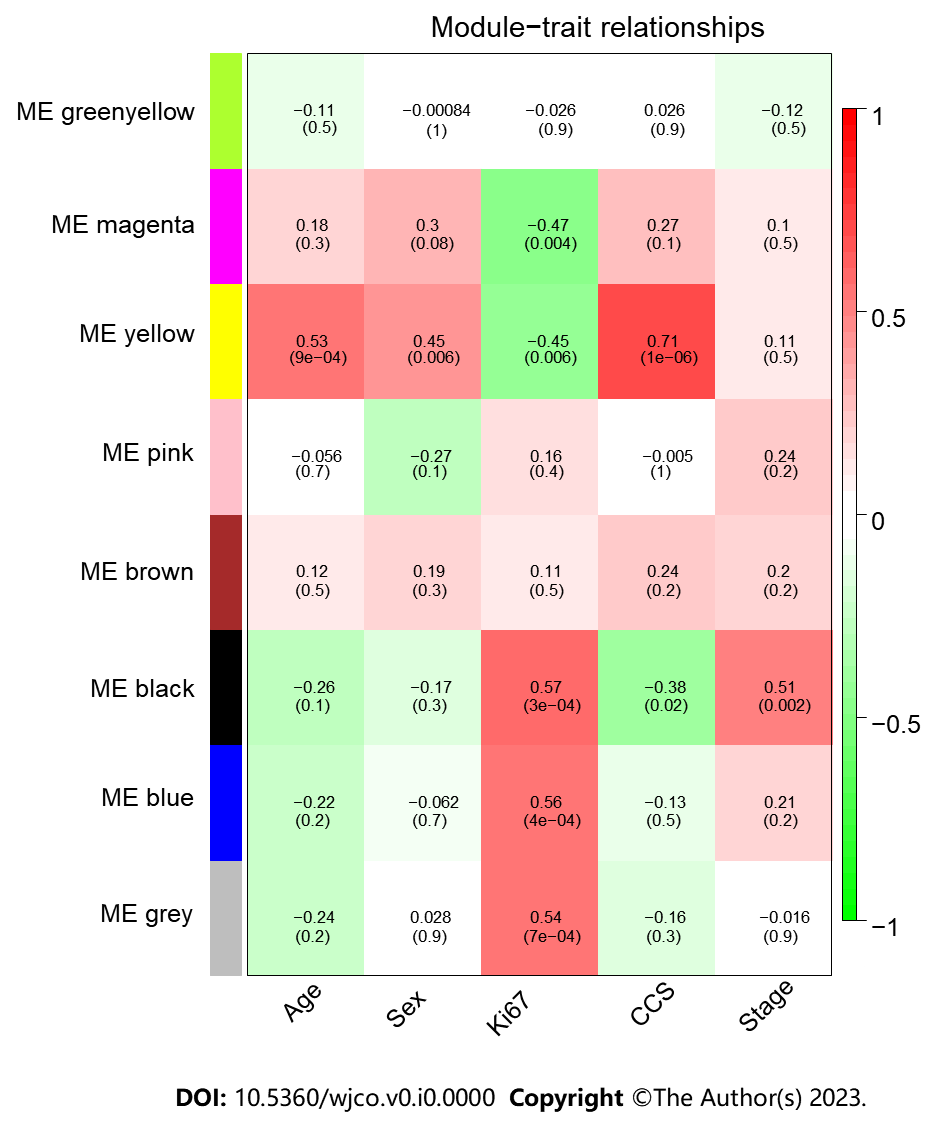 Module−trait relationships
ME greenyellow
−0.11 −0.00084 −0.026 0.026 −0.12
(0.5) (1) (0.9) (0.9) (0.5)
ME magenta
0.18 0.3 −0.47 0.27 0.1
(0.3) (0.08) (0.004) (0.1) (0.5)
ME yellow
0.53 0.45 −0.45 0.71 0.11
(9e−04) (0.006) (0.006) (1e−06) (0.5)
ME pink
−0.056 −0.27 0.16 −0.005 0.24
(0.7) (0.1) (0.4) (1) (0.2)
ME brown
0.12 0.19 0.11 0.24 0.2
(0.5) (0.3) (0.5) (0.2) (0.2)
ME black
−0.26 −0.17 0.57 −0.38 0.51
(0.1) (0.3) (3e−04) (0.02) (0.002)
ME blue
−0.22 −0.062 0.56 −0.13 0.21
(0.2) (0.7) (4e−04) (0.5) (0.2)
ME grey
−0.24 0.028 0.54 −0.16 −0.016
(0.2) (0.9) (7e−04) (0.3) (0.9)
Age Sex Ki67 CCS Stage
1
0.5
0
−0.5
−1
DOI: 10.5360/wjco.v0.i0.0000 Copyright ©The Author(s) 2023.